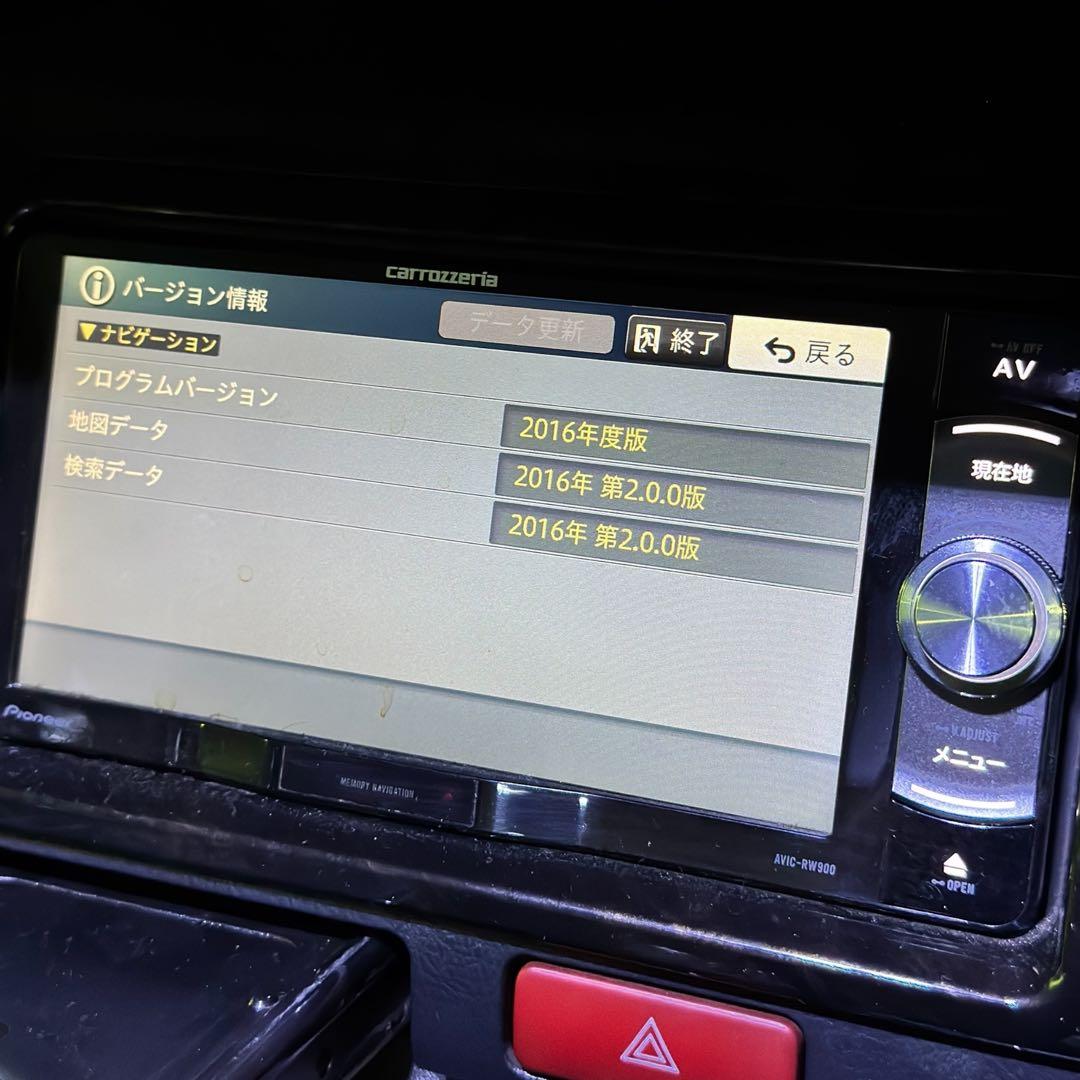 carrozzeria
バージョン情報
データ更新
終了
戻る
▼ナビゲーション
プログラムバージョン
2016年度版
地図データ
2016年 第2.0.0版
検索データ
2016年 第2.0.0版
AV OFF
AV
現在地
V.ADJUST
メニュー
OPEN
Pioneer
MEMORY NAVIGATION
AVIC-RW900